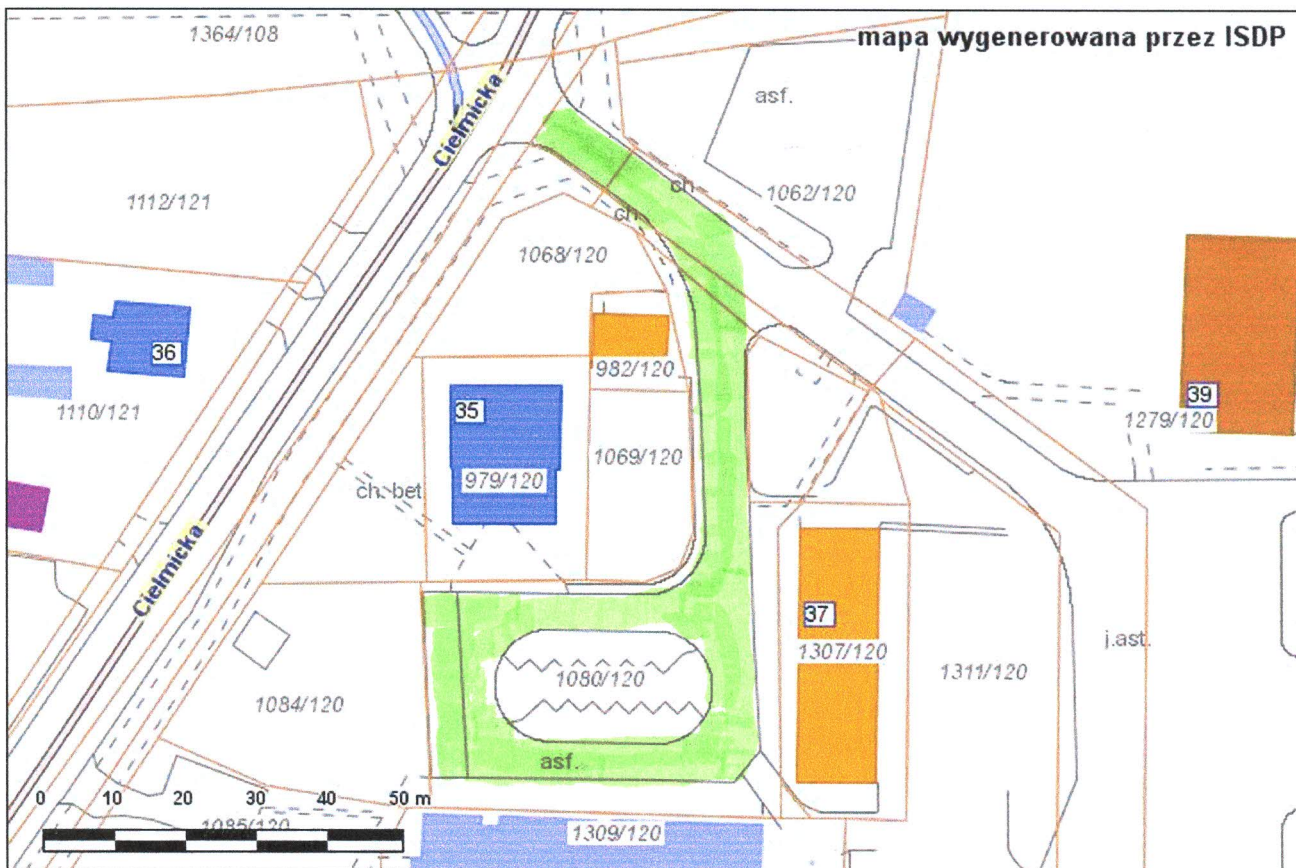 1364/108
mapa wygenerowana przez ISDP
asf.
Cielmicka
ch
1062/120
1112/121
ch
1068/120
36
982/120
39
1110/121
35
1279/120
1069/120
979/120
ch. bet.
Cielmicka
37
j.ast.
1307/120
1311/120
1080/120
1084/120
asf.
0 10 20 30 40 50 m
1085/120
1309/120